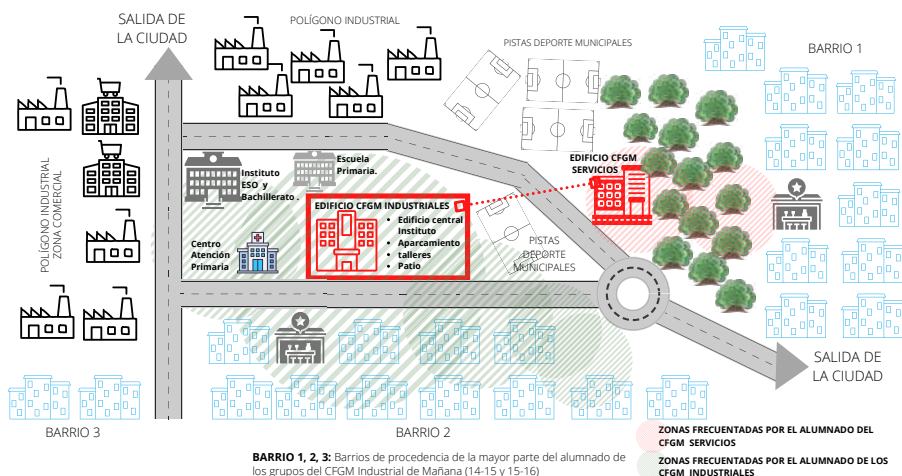 SALIDA DE
LA CIUDAD
POLÍGONO INDUSTRIAL
PISTAS DEPORTE MUNICIPALES
BARRIO 1
POLÍGONO INDUSTRIAL
ZONA COMERCIAL
Instituto
ESO y
Bachillerato .
Escuela
Primaria.
EDIFICIO CFGM
SERVICIOS
EDIFICIO CFGM INDUSTRIALES
• Edificio central
Instituto
• Aparcamiento
• talleres
• Patio
Centro
Atención
Primaria
PISTAS
DEPORTE
MUNICIPALES
SALIDA DE
LA CIUDAD
BARRIO 3
BARRIO 2
ZONAS FRECUENTADAS POR EL ALUMNADO DEL
CFGM SERVICIOS
ZONAS FRECUENTADAS POR EL ALUMNADO DE LOS
CFGM INDUSTRIALES
BARRIO 1, 2, 3: Barrios de procedencia de la mayor parte del alumnado de
los grupos del CFGM Industrial de Mañana (14-15 y 15-16)